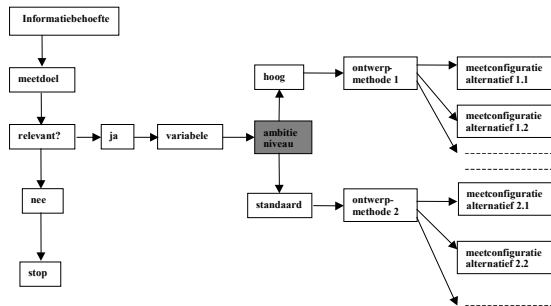 Informatiebehoefte
meetdoel
relevant?
ja
variabele
ambitie
niveau
nee
stop
hoog
ontwerp-
methode 1
meetconfiguratie
alternatief 1.1
meetconfiguratie
alternatief 1.2
standaard
ontwerp-
methode 2
meetconfiguratie
alternatief 2.1
meetconfiguratie
alternatief 2.2